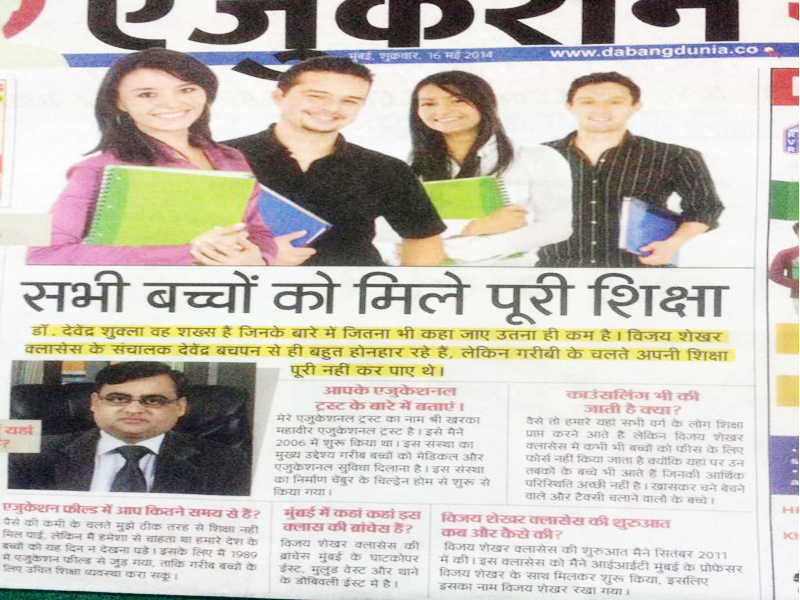 एजुकेशन
मुंबई, शुक्रवार, 16 मई 2014
www.dabangdunia.co
सभी बच्चों को मिले पूरी शिक्षा
डॉ. देवेंद्र शुक्ला वह शख्स हैं जिनके बारे में जितना भी कहा जाए उतना ही कम है। विजय शेखर
क्लासेस के संचालक देवेंद्र बचपन से ही बहुत होनहार रहे हैं, लेकिन गरीबी के चलते अपनी शिक्षा
पूरी नहीं कर पाए थे।
आपके एजुकेशनल
ट्रस्ट के बारे में बताएं।
मेरे एजुकेशनल ट्रस्ट का नाम श्री खरका
महावीर एजुकेशनल ट्रस्ट है। इसे मैने
2006 में शुरू किया था। इस संस्था का
मुख्य उद्देश्य गरीब बच्चों को मेडिकल और
एजुकेशनल सुविधा दिलाना है। इस संस्था
का निर्माण चेंबुर के चिल्ड्रेन होम से शुरू से
किया गया।
काउंसलिंग भी की
जाती है क्या?
वैसे तो हमारे यहां सभी वर्ग के लोग शिक्षा
प्राप्त करने आते हैं लेकिन विजय शेखर
क्लासेस में कभी भी बच्चों को फीस के लिए
फोर्स नहीं किया जाता है क्योंकि यहां पर उन
तबकों के बच्चे भी आते हैं जिनकी आर्थिक
परिस्थिति अच्छी नहीं है। खासकर चने बेचने
वाले और टैक्सी चलाने वालों के बच्चे।
एजुकेशन फील्ड में आप कितने समय से हैं?
पैसे की कमी के चलते मुझे ठीक तरह से शिक्षा नहीं
मिल पाई, लेकिन मैं हमेशा से चाहता था हमारे देश के
बच्चों को यह दिन न देखना पड़े। इसके लिए मैं 1989
में एजुकेशन फील्ड से जुड़ गया, ताकि गरीब बच्चों के
लिए उचित शिक्षा व्यवस्था करा सकूं।
मुंबई में कहां कहां इस
क्लास की ब्रांचेस हैं?
विजय शेखर क्लासेस की
ब्रांचेस मुंबई के घाटकोपर
ईस्ट, मुलुंड वेस्ट और थाने
के डोबिवली ईस्ट में है।
विजय शेखर क्लासेस की शुरुआत
कब और कैसे की?
विजय शेखर क्लासेस की शुरुआत मैने सितंबर 2011
में की। इस क्लासेस को मैने आईआईटी मुंबई के प्रोफेसर
विजय शेखर के साथ मिलकर शुरू किया, इसलिए
इसका नाम विजय शेखर रखा गया।
यहां